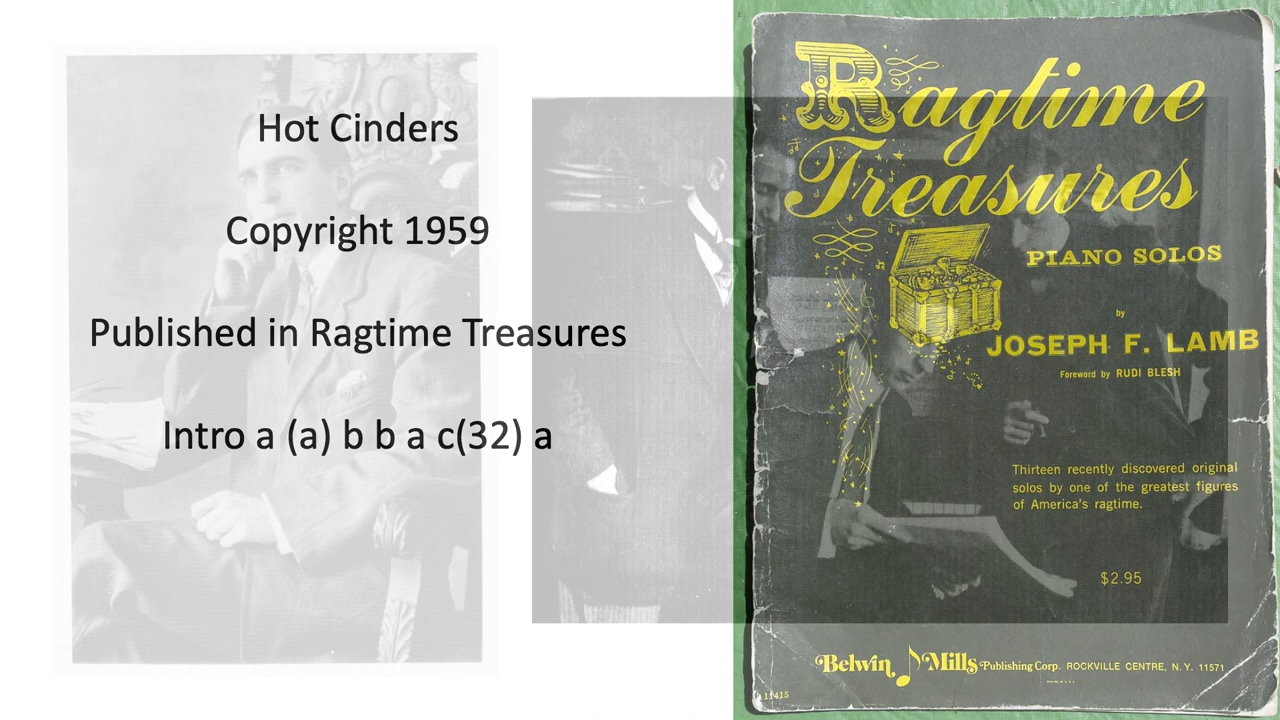 Hot Cinders
Copyright 1959
Published in Ragtime Treasures
Intro a (a) b b a c(32) a
Ragtime
Treasures
PIANO SOLOS
by
JOSEPH F. LAMB
Foreword by RUDI BLESH
Thirteen recently discovered original
solos by one of the greatest figures
of America's ragtime.
$2.95
Belwin Mills Publishing Corp. ROCKVILLE CENTRE, N.Y. 11571
11415